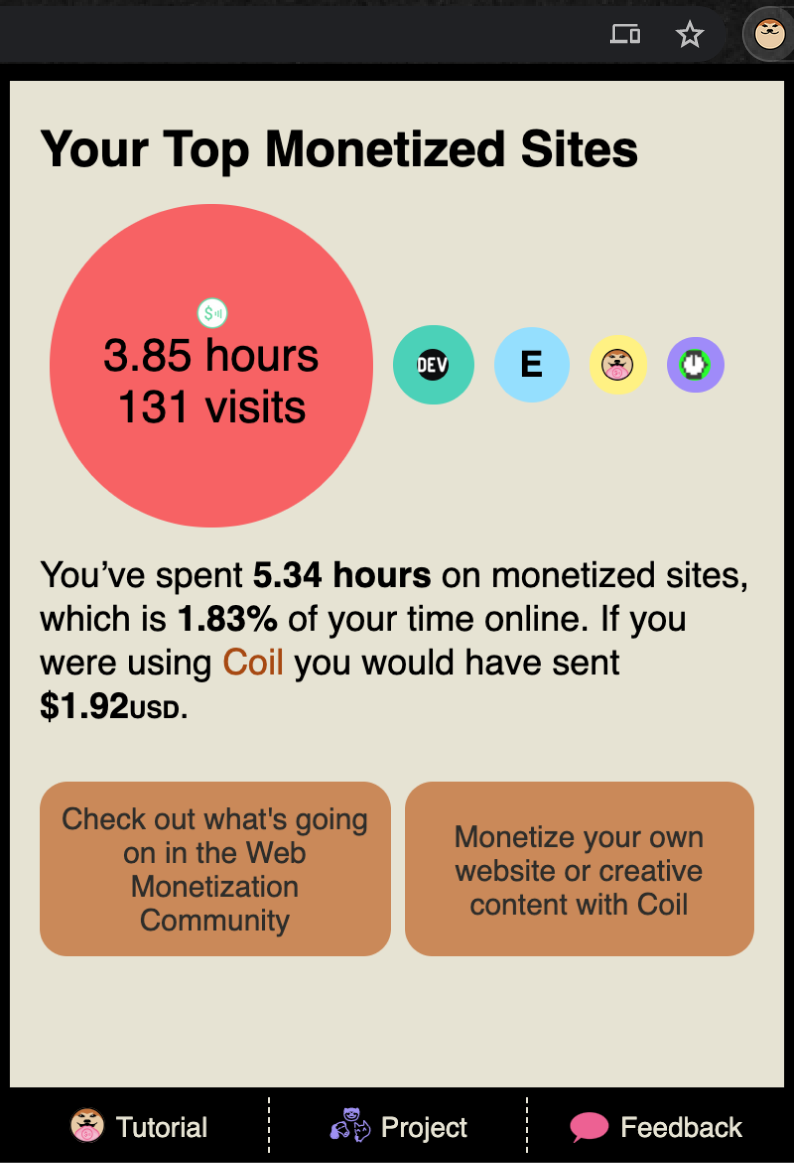 Your Top Monetized Sites
$
3.85 hours
131 visits
DEV
E
You’ve spent 5.34 hours on monetized sites,
which is 1.83% of your time online. If you
were using Coil you would have sent
$1.92USD.
Check out what's going
on in the Web
Monetization
Community
Monetize your own
website or creative
content with Coil
Tutorial
Project
Feedback